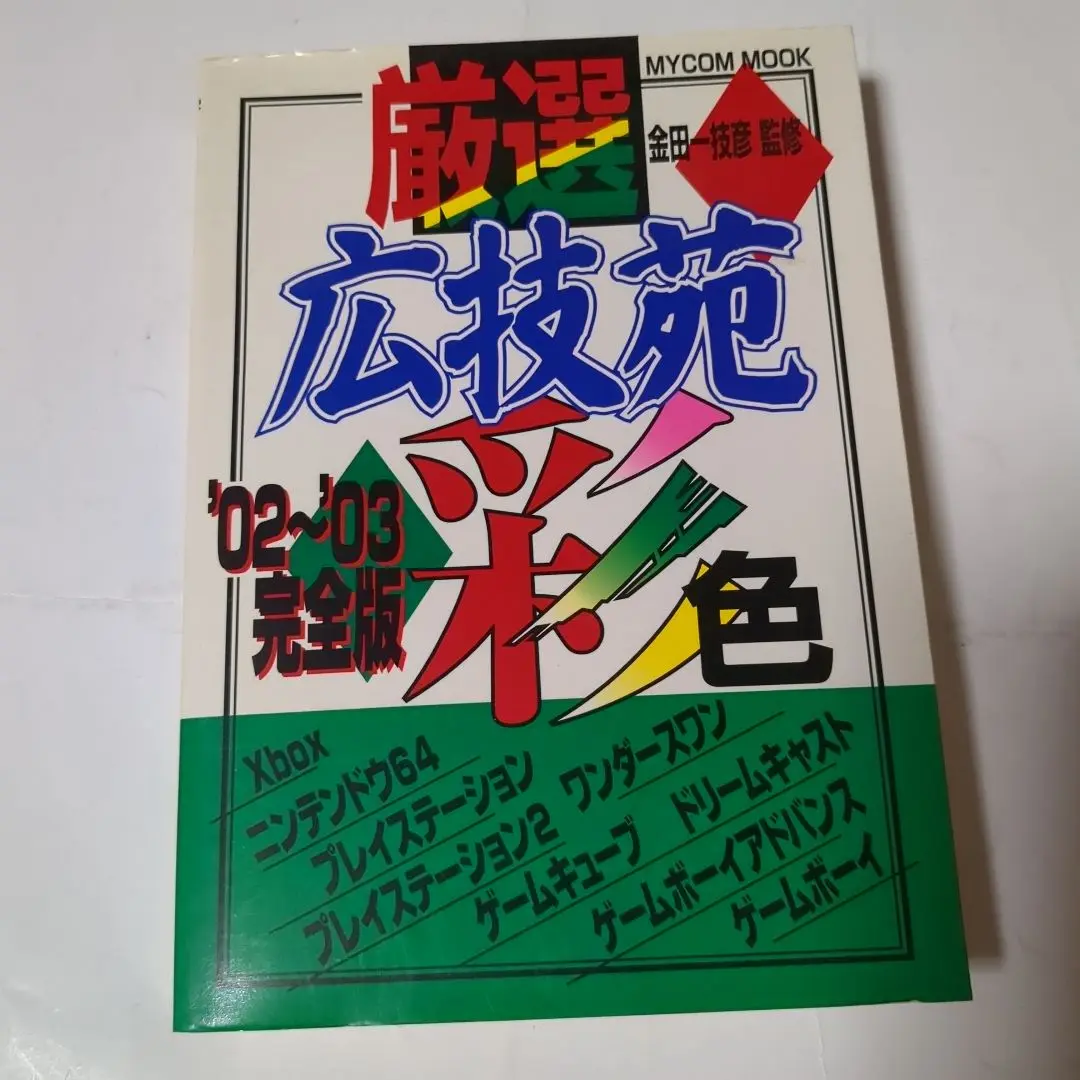 MYCOM MOOK
厳選
金田一技彦 監修
広技苑
彩色
'02～'03
完全版
Xbox
ニンテンドウ64
プレイステーション
プレイステーション2
ワンダースワン
ゲームキューブ
ドリームキャスト
ゲームボーイアドバンス
ゲームボーイ